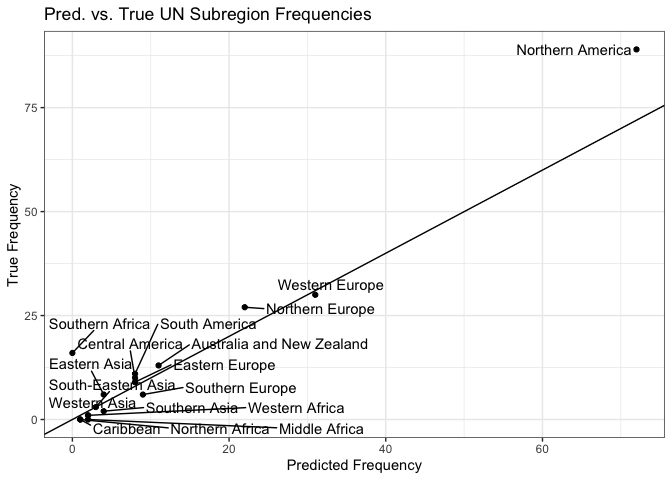 Pred. vs. True UN Subregion Frequencies
Northern America
75
50
Western Europe
Northern Europe
25
Southern Africa
South America
Central America
Australia and New Zealand
Eastern Asia
Eastern Europe
South-Eastern Asia
Southern Europe
Western Asia
Southern Asia
Western Africa
0
Caribbean
Northern Africa
Middle Africa
0
20
40
60
Predicted Frequency
True Frequency